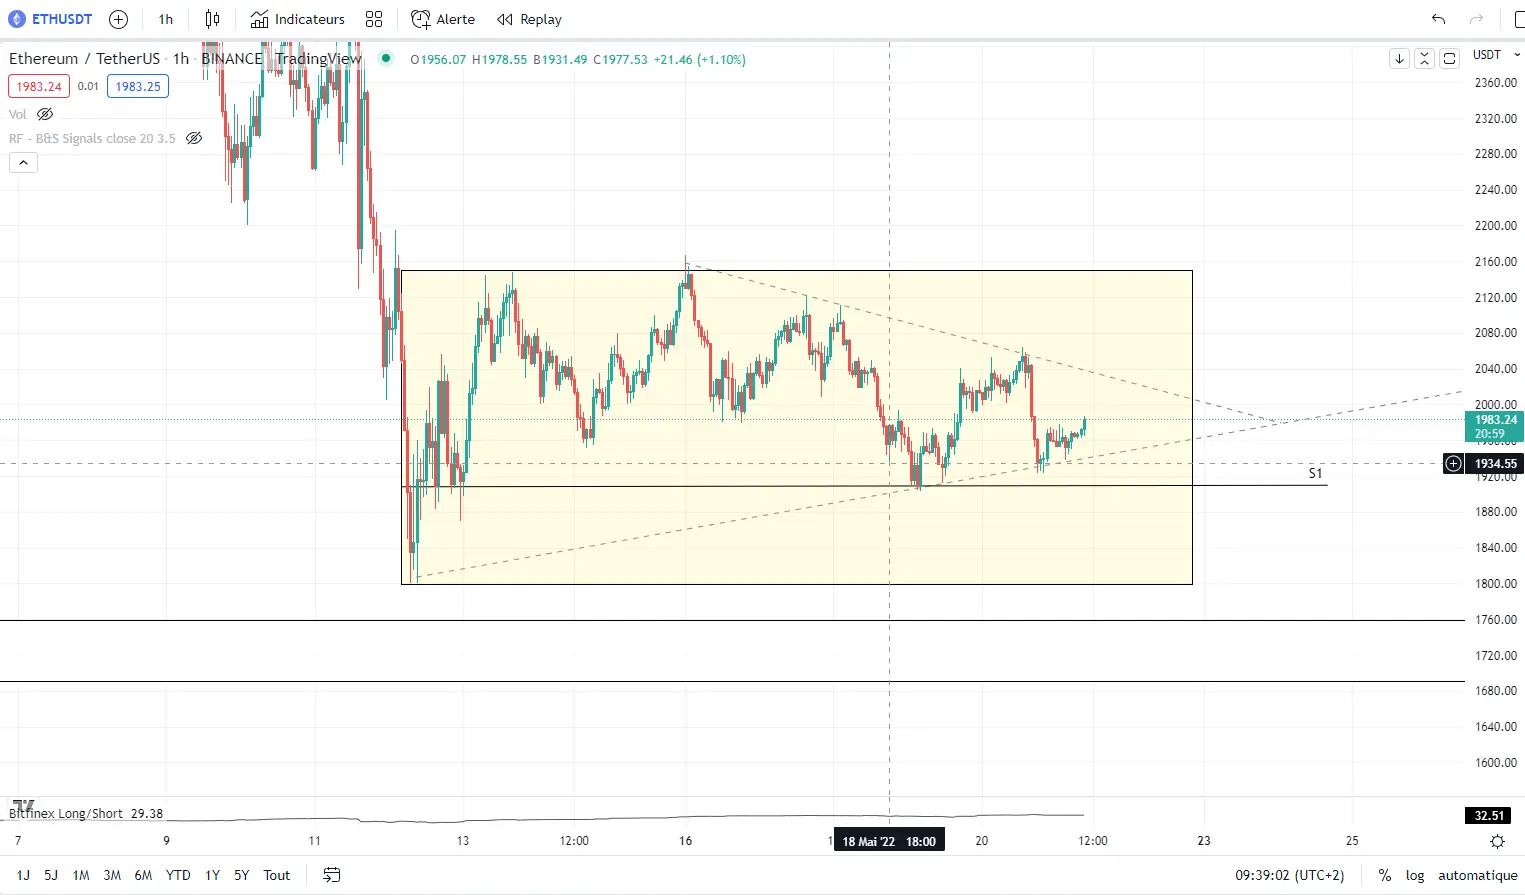 ETHUSDT 1h Indicateurs Alerte Replay
Ethereum / TetherUS · 1h · BINANCE · TradingView O1956.07 H1978.55 B1931.49 C1977.53 +21.46 (+1.10%)
1983.24 0.01 1983.25
Vol
RF - B&S Signals close 20 3.5
USDT
2360.00
2320.00
2280.00
2240.00
2200.00
2160.00
2120.00
2080.00
2040.00
2000.00
1983.24
20:59
1960.00
1934.55
S1
1920.00
1880.00
1840.00
1800.00
1760.00
1720.00
1680.00
1640.00
1600.00
Bitfinex Long/Short 29.38
32.51
7 9 11 13 12:00 16 18 Mai '22 18:00 20 12:00 23 25
1J 5J 1M 3M 6M YTD 1Y 5Y Tout 09:39:02 (UTC+2) % log automatique